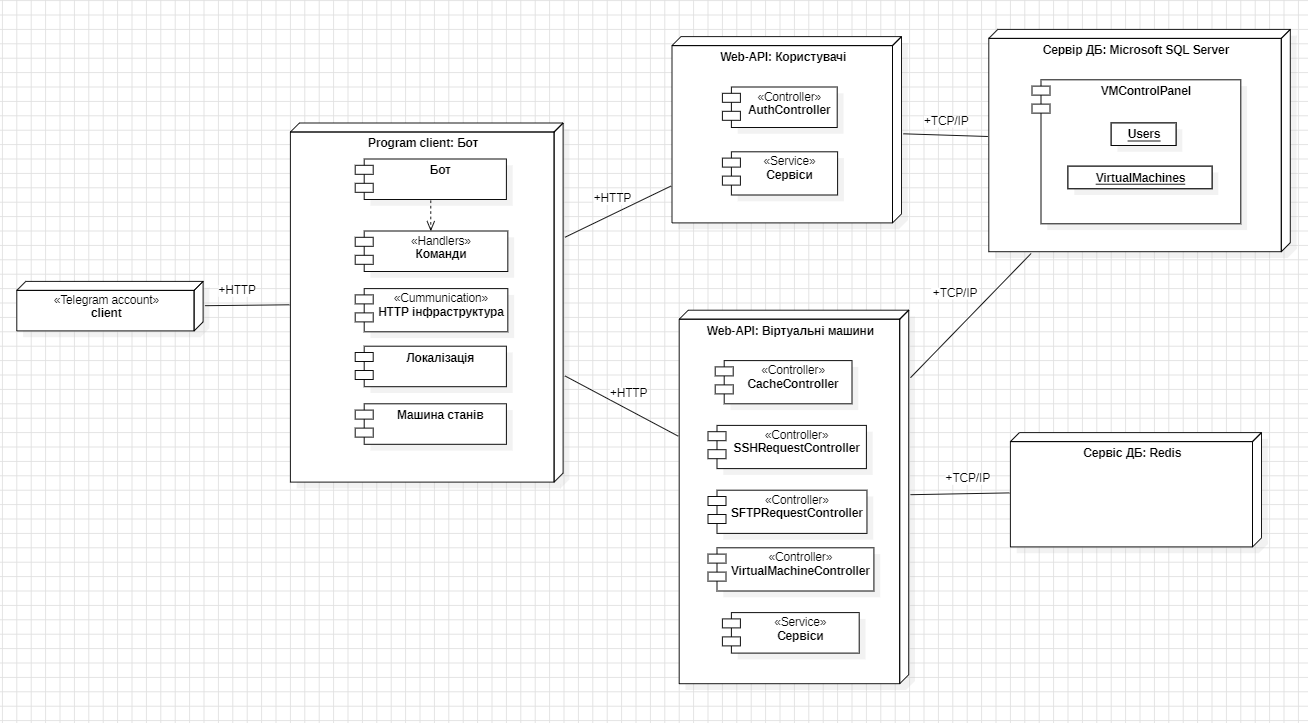 «Telegram account»
client
+HTTP
Program client: Бот
Бот
«Handlers»
Команди
«Cummunication»
HTTP інфраструктура
Локалізація
Машина станів
+HTTP
+HTTP
Web-API: Користувачі
«Controller»
AuthController
«Service»
Сервіси
+TCP/IP
Сервір ДБ: Microsoft SQL Server
VMControlPanel
Users
VirtualMachines
+TCP/IP
Web-API: Віртуальні машини
«Controller»
CacheController
«Controller»
SSHRequestController
«Controller»
SFTPRequestController
«Controller»
VirtualMachineController
«Service»
Сервіси
+TCP/IP
Сервіс ДБ: Redis